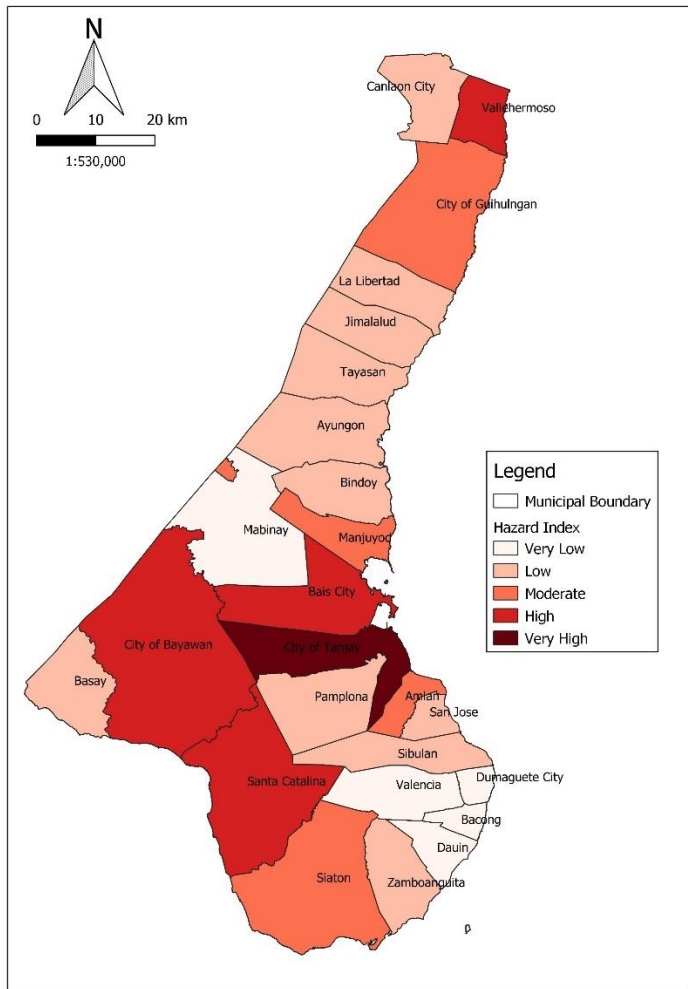 N
0 10 20 km
1:530,000
Canlaon City
Vallehermoso
City of Guihulngan
La Libertad
Jimalalud
Tayasan
Ayungon
Bindoy
Mabinay
Manjuyod
Bais City
City of Bayawan
City of Tanjay
Basay
Pamplona
Amlan
San Jose
Sibulan
Santa Catalina
Valencia
Dumaguete City
Bacong
Dauin
Siaton
Zamboanguita
Legend
Municipal Boundary
Hazard Index
Very Low
Low
Moderate
High
Very High